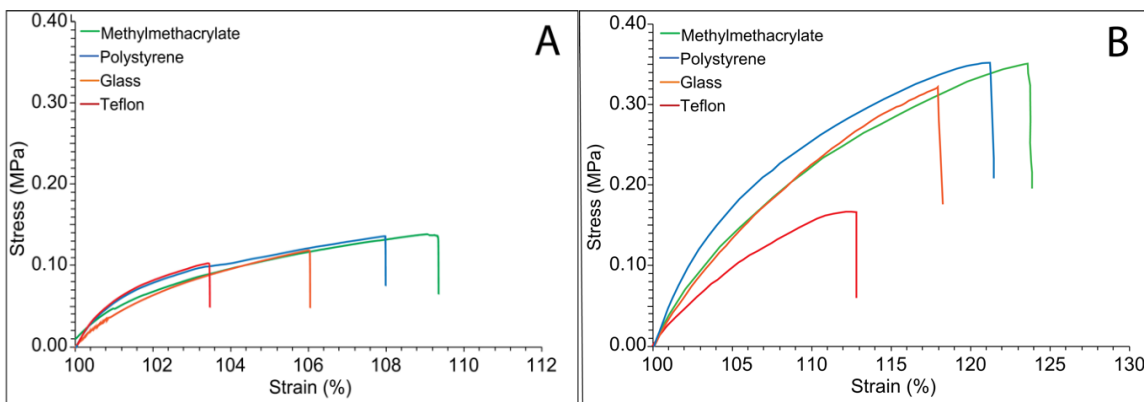 A
0.40
0.30
0.20
0.10
0.00
Stress (MPa)
Methylmethacrylate
Polystyrene
Glass
Teflon
100
102
104
106
108
110
112
Strain (%)
B
0.40
0.30
0.20
0.10
0.00
Stress (MPa)
Methylmethacrylate
Polystyrene
Glass
Teflon
100
105
110
115
120
125
130
Strain (%)